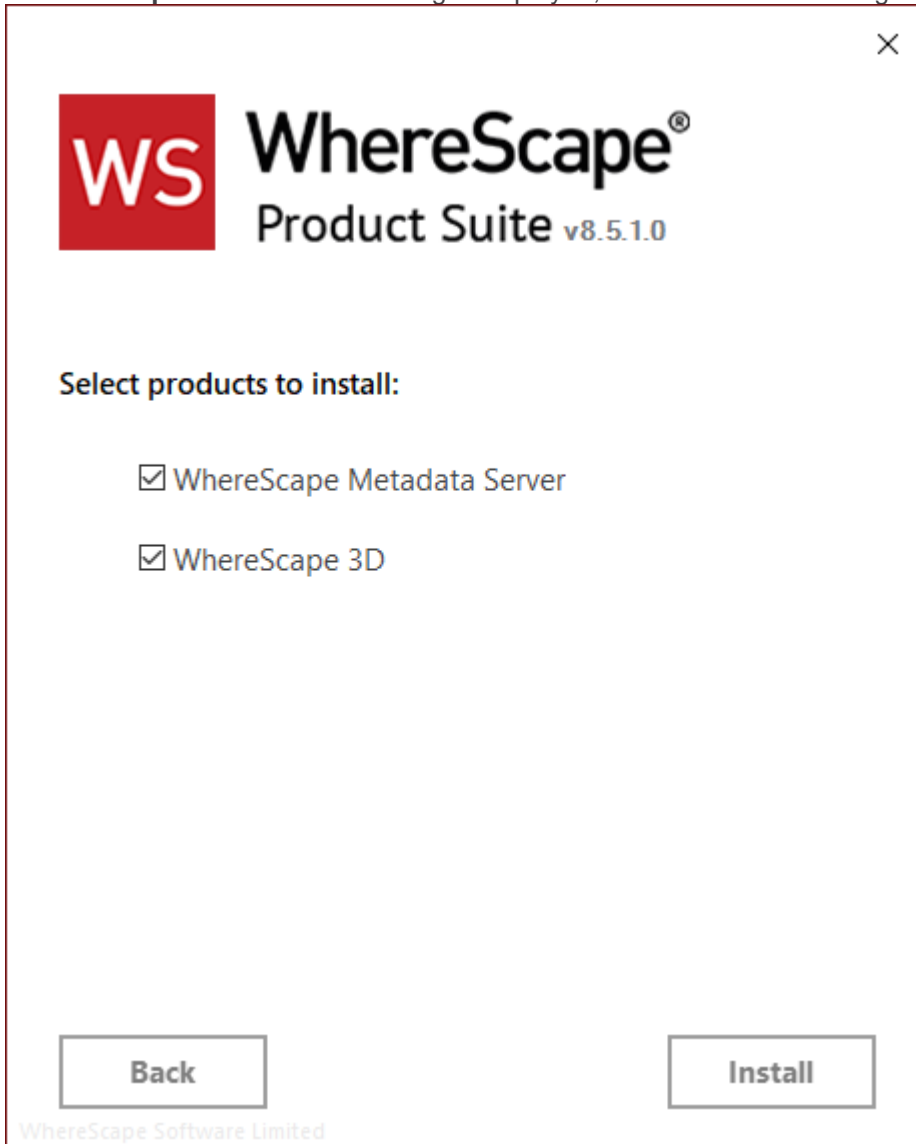 ×
WS WhereScape®
Product Suite v8.5.1.0
Select products to install:
WhereScape Metadata Server
WhereScape 3D
Back Install
WhereScape Software Limited